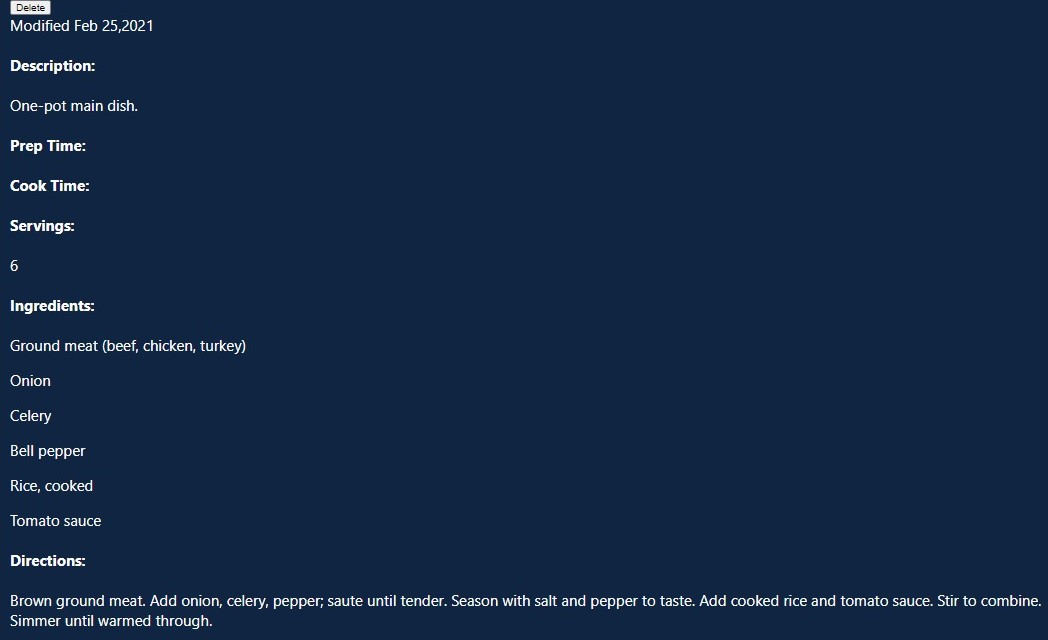 Delete
Modified Feb 25,2021
Description:
One-pot main dish.
Prep Time:
Cook Time:
Servings:
6
Ingredients:
Ground meat (beef, chicken, turkey)
Onion
Celery
Bell pepper
Rice, cooked
Tomato sauce
Directions:
Brown ground meat. Add onion, celery, pepper; saute until tender. Season with salt and pepper to taste. Add cooked rice and tomato sauce. Stir to combine.
Simmer until warmed through.